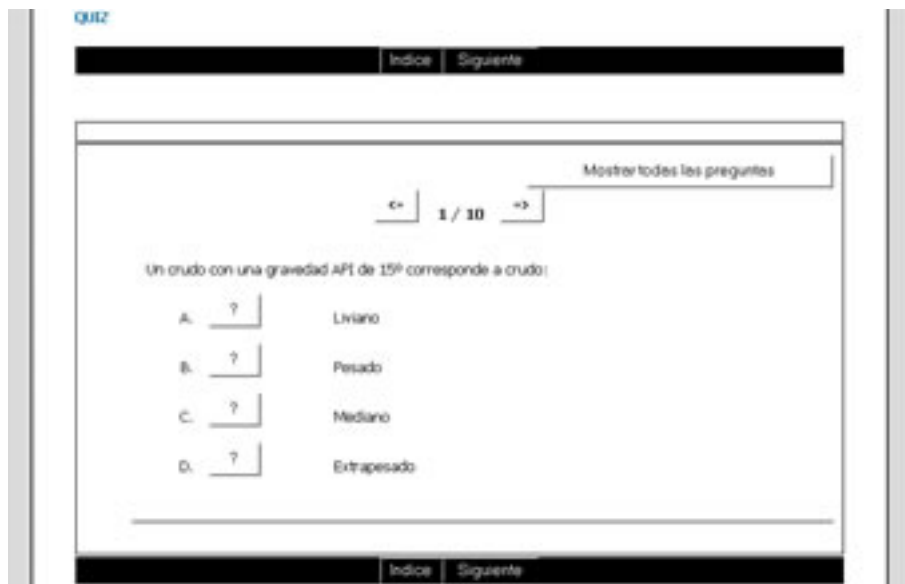 QUIZ
Indice Siguiente
Mostrar todas las preguntas
<= 1 / 10 =>
Un crudo con una gravedad API de 15º corresponde a crudo:
A. ? Liviano
B. ? Pesado
C. ? Mediano
D. ? Extrapesado
Indice Siguiente